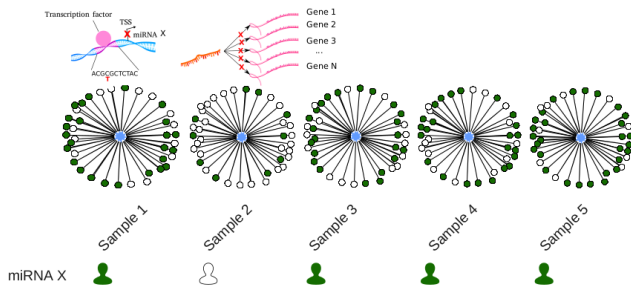 Transcription factor
TSS
X
miRNA X
ACGCGCTCTAC
T
X
X
X
X
X
Gene 1
Gene 2
Gene 3
...
Gene N
Sample 1
Sample 2
Sample 3
Sample 4
Sample 5
miRNA X